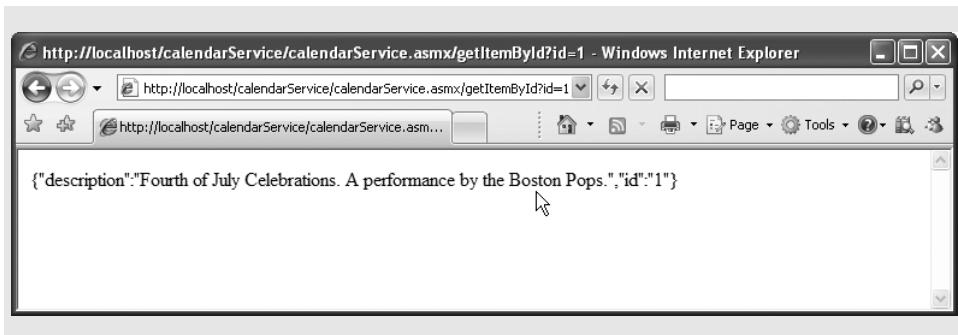 http://localhost/calendarService/calendarService.asmx/getItemById?id=1 - Windows Internet Explorer
http://localhost/calendarService/calendarService.asmx/getItemById?id=1
http://localhost/calendarService/calendarService.asm...
Page
Tools
{"description":"Fourth of July Celebrations. A performance by the Boston Pops.","id":"1"}